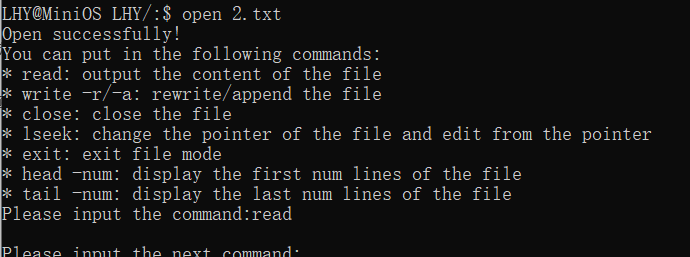 LHY@MiniOS LHY/:$ open 2.txt
Open successfully!
You can put in the following commands:
* read: output the content of the file
* write -r/-a: rewrite/append the file
* close: close the file
* lseek: change the pointer of the file and edit from the pointer
* exit: exit file mode
* head -num: display the first num lines of the file
* tail -num: display the last num lines of the file
Please input the command:read
Please input the next command: